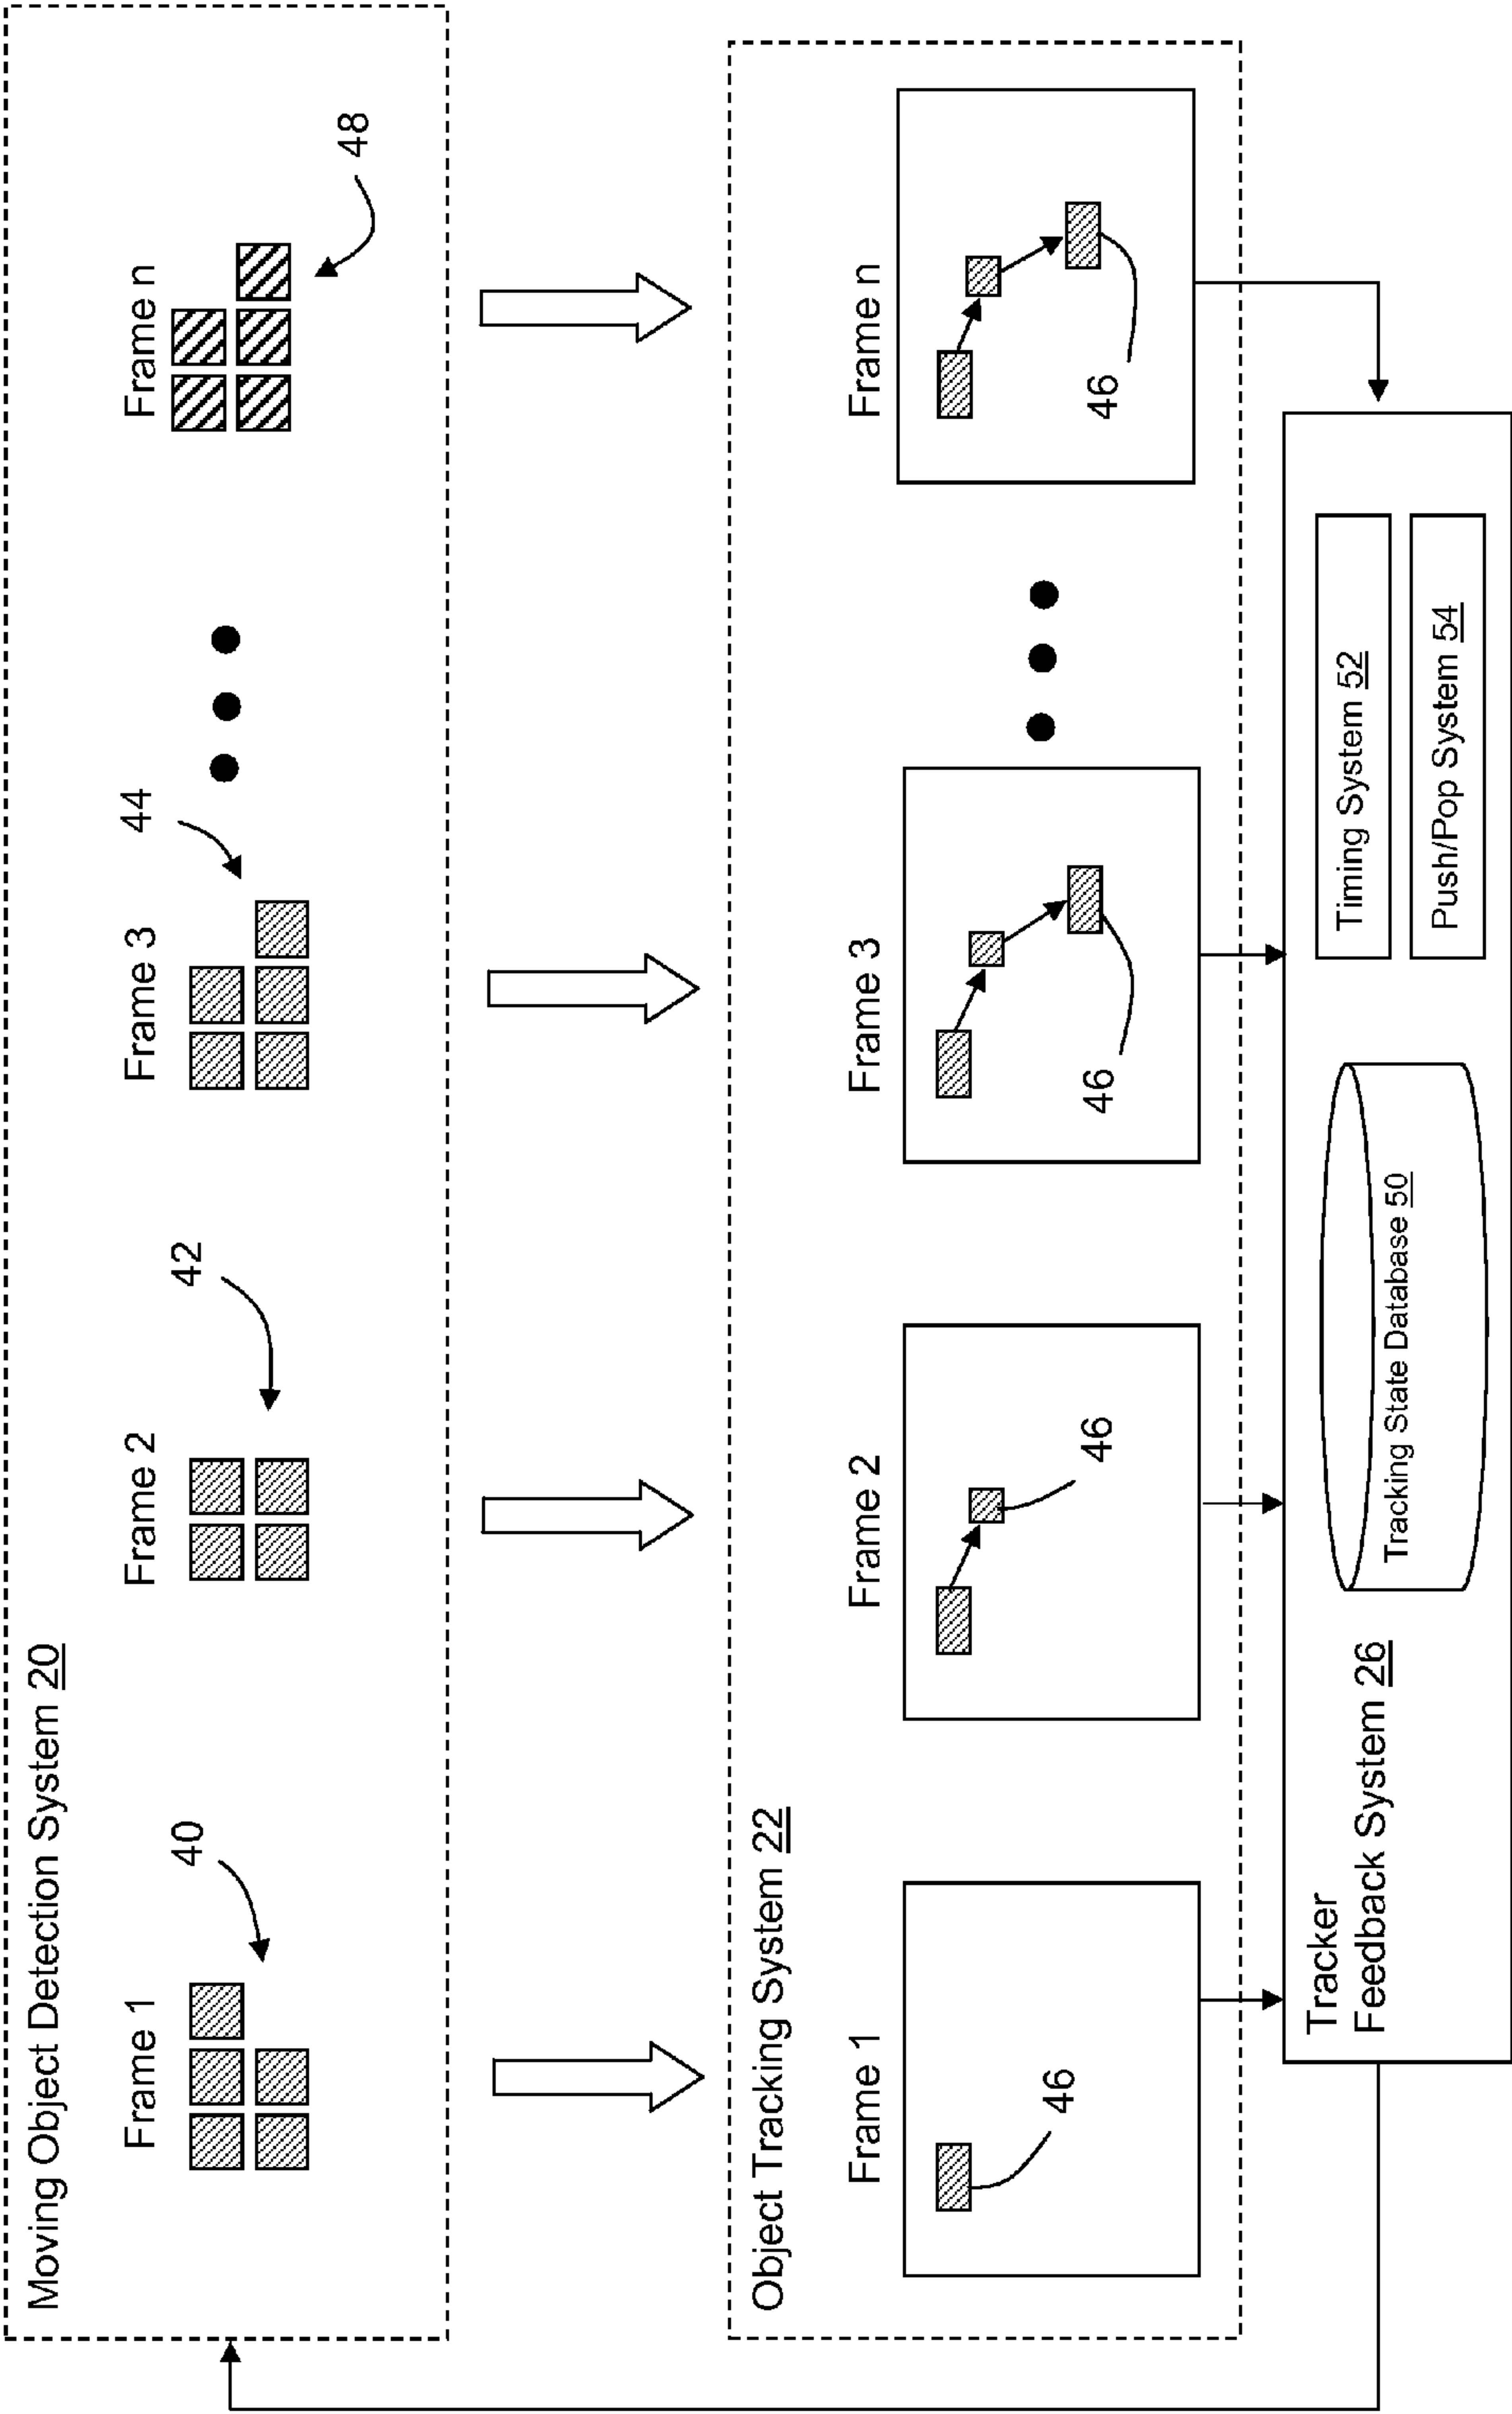 Moving Object Detection System 20
Frame 1
40
Frame 2
42
Frame 3
44
Frame n
48
Object Tracking System 22
Frame 1
46
Frame 2
46
Frame 3
46
Frame n
46
Tracker
Feedback System 26
Tracking State Database 50
Timing System 52
Push/Pop System 54